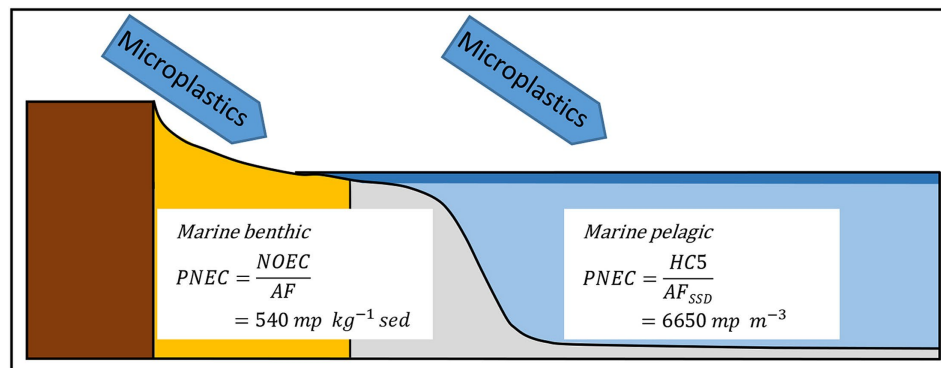 Microplastics
Microplastics
Marine benthic
PNEC = NOEC / AF
= 540 mp kg⁻¹ sed
Marine pelagic
PNEC = HC5 / AF_SSD
= 6650 mp m⁻³